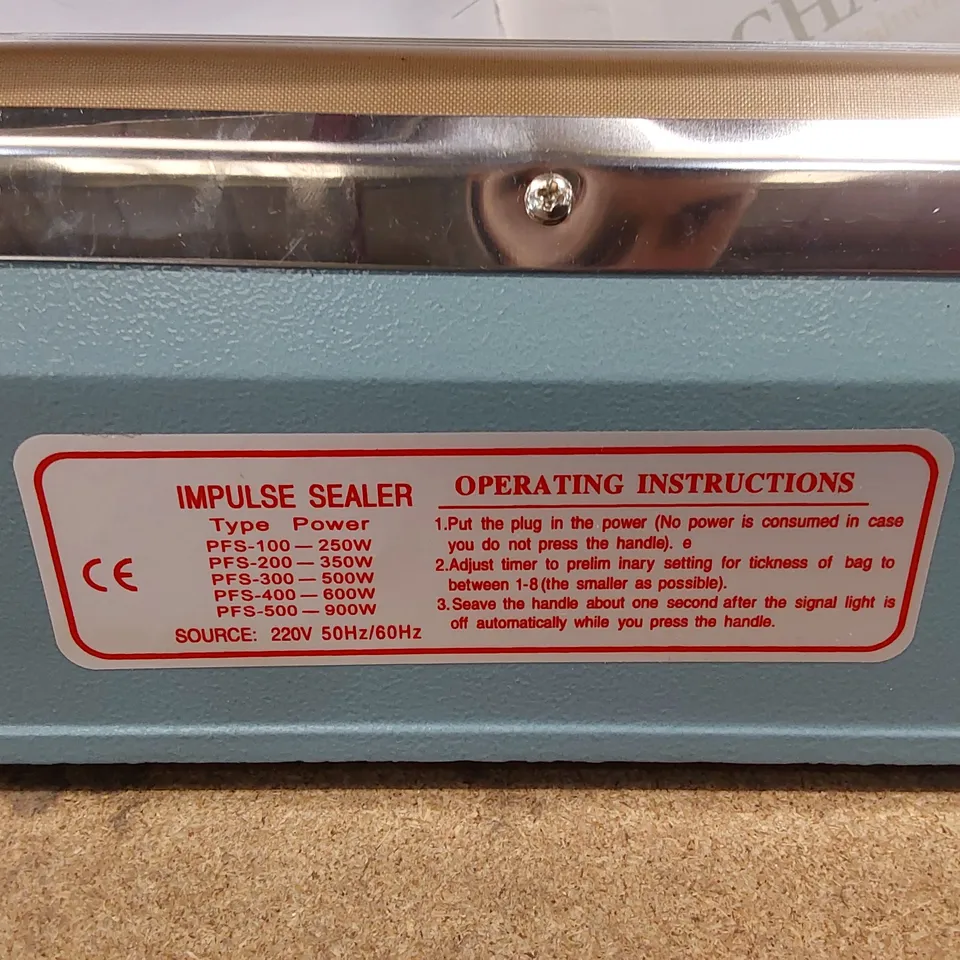 CHA
CE
IMPULSE SEALER
Type Power
PFS-100 — 250W
PFS-200 — 350W
PFS-300 — 500W
PFS-400 — 600W
PFS-500 — 900W
SOURCE: 220V 50Hz/60Hz
OPERATING INSTRUCTIONS
1.Put the plug in the power (No power is consumed in case
you do not press the handle). e
2.Adjust timer to prelim inary setting for tickness of bag to
between 1-8(the smaller as possible).
3.Seave the handle about one second after the signal light is
off automatically while you press the handle.